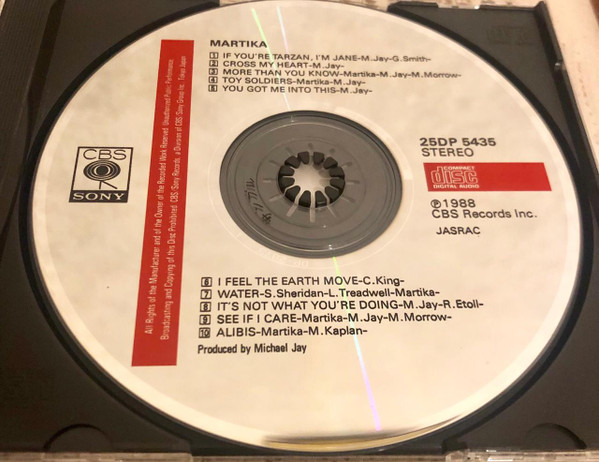 MARTIKA
1 IF YOU'RE TARZAN, I'M JANE-M.Jay-G.Smith-
2 CROSS MY HEART-M.Jay-
3 MORE THAN YOU KNOW-Martika-M.Jay-M.Morrow-
4 TOY SOLDIERS-Martika-M.Jay-
5 YOU GOT ME INTO THIS-M.Jay-
CBS
SONY
All Rights of the Manufacturer and of the Owner of the Recorded Work Reserved. Unauthorized Public Performance,
Broadcasting and Copying of this Disc Prohibited. CBS/Sony Records, a Division of CBS/Sony Group Inc., Tokyo Japan
25DP 5435
STEREO
COMPACT
disc
DIGITAL AUDIO
℗1988
CBS Records Inc.
JASRAC
6 I FEEL THE EARTH MOVE-C.King-
7 WATER-S.Sheridan-L.Treadwell-Martika-
8 IT'S NOT WHAT YOU'RE DOING-M.Jay-R.Etoll-
9 SEE IF I CARE-Martika-M.Jay-M.Morrow-
10 ALIBIS-Martika-M.Kaplan-
Produced by Michael Jay